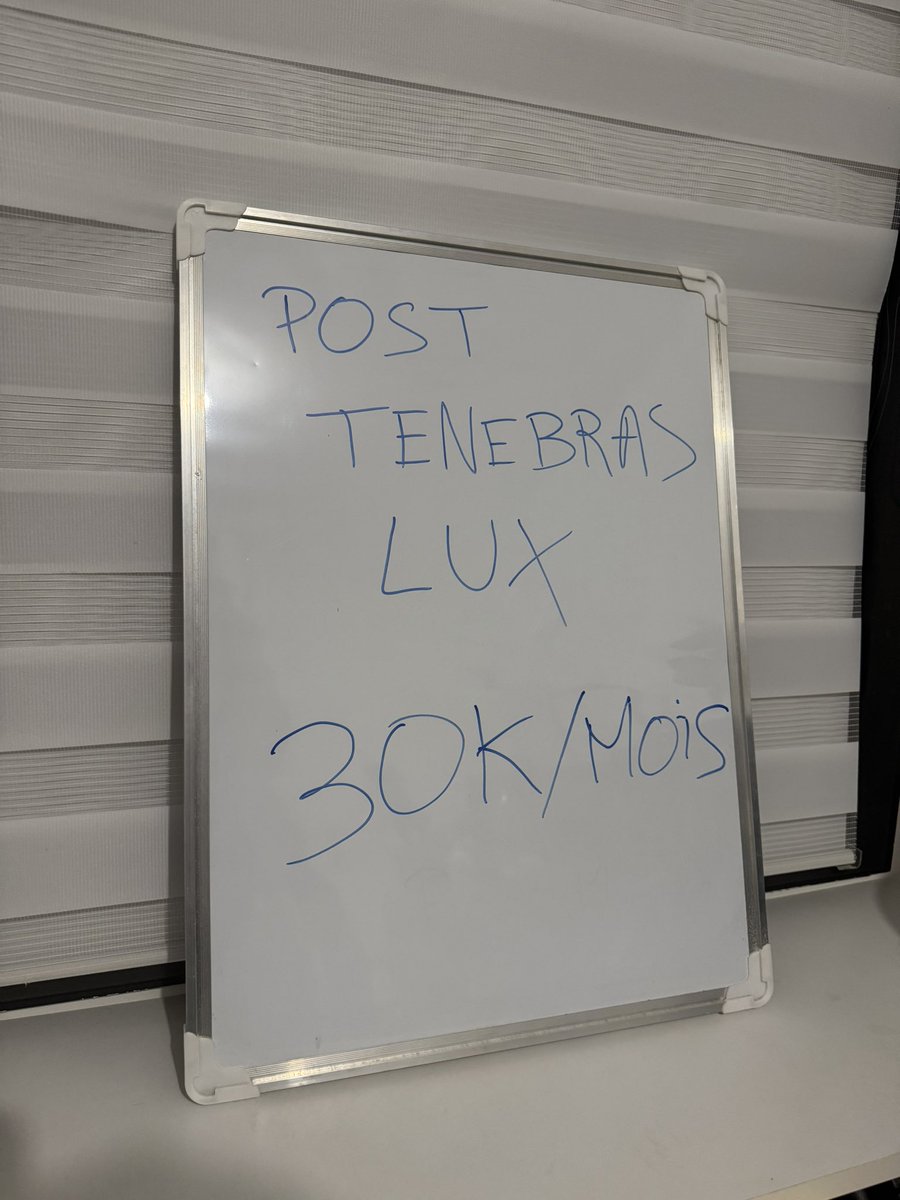 POST
TENEBRAS
LUX
30K/MOiS